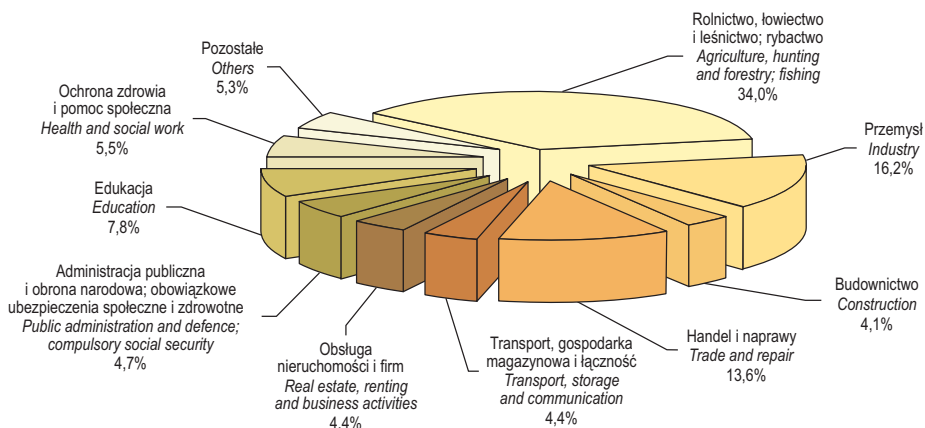 Rolnictwo, łowiectwo
i leśnictwo; rybactwo
Agriculture, hunting
and forestry; fishing
34,0%
Przemysł
Industry
16,2%
Budownictwo
Construction
4,1%
Handel i naprawy
Trade and repair
13,6%
Transport, gospodarka
magazynowa i łączność
Transport, storage
and communication
4,4%
Obsługa
nieruchomości i firm
Real estate, renting
and business activities
4,4%
Administracja publiczna
i obrona narodowa; obowiązkowe
ubezpieczenia społeczne i zdrowotne
Public administration and defence;
compulsory social security
4,7%
Edukacja
Education
7,8%
Ochrona zdrowia
i pomoc społeczna
Health and social work
5,5%
Pozostałe
Others
5,3%